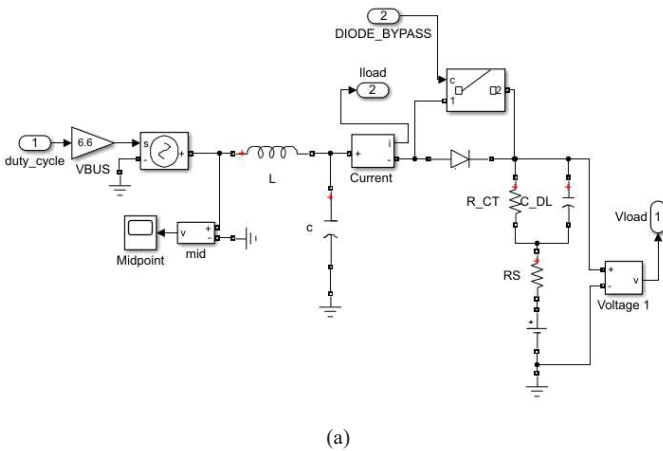 2
DIODE_BYPASS
Iload
2
c
1
2
1
duty_cycle
6.6
VBUS
s
-
+
L
+
-
i
Current
R_CT
C_DL
Vload
1
v
+
-
mid
Midpoint
c
RS
+
-
v
Voltage 1
+
(a)